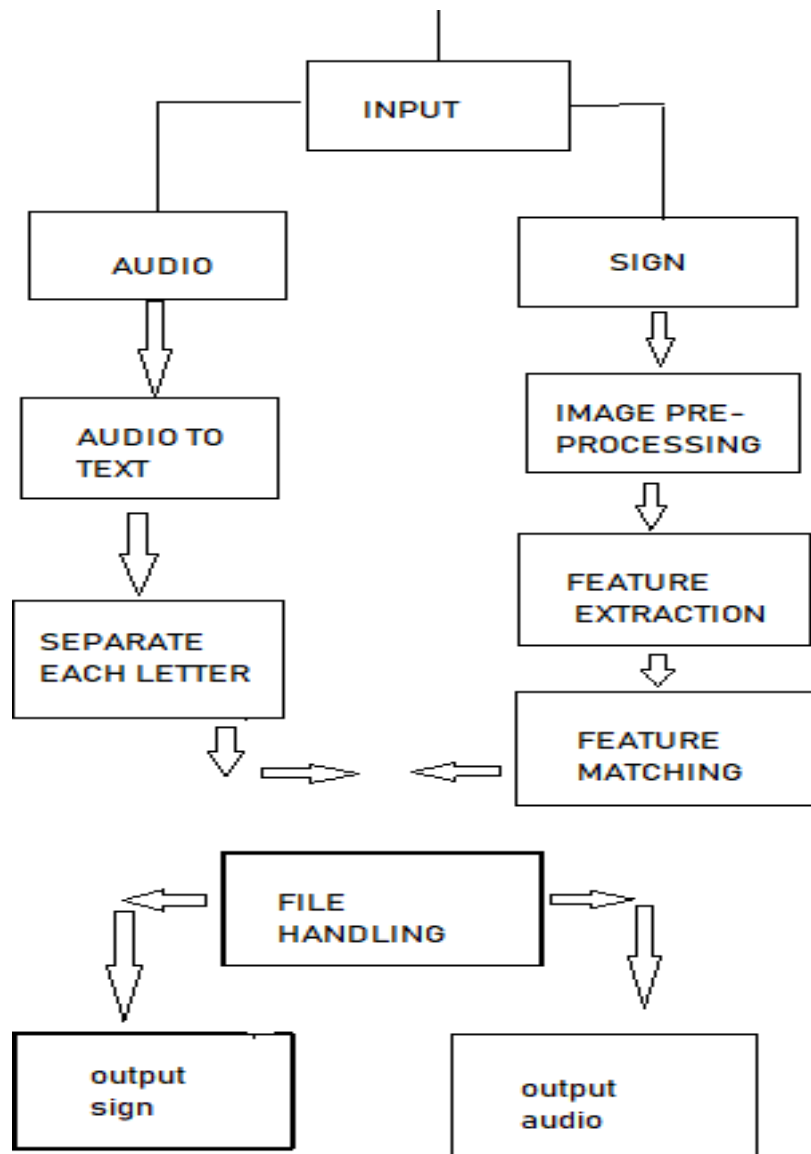 INPUT
AUDIO
SIGN
AUDIO TO
TEXT
IMAGE PRE-
PROCESSING
SEPARATE
EACH LETTER
FEATURE
EXTRACTION
FEATURE
MATCHING
FILE
HANDLING
output
sign
output
audio